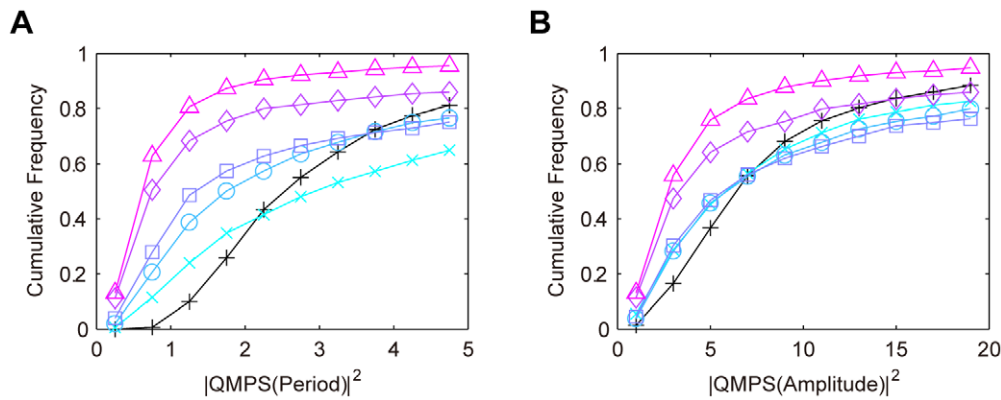 A
B
Cumulative Frequency
1
0.8
0.6
0.4
0.2
0
0 1 2 3 4 5
|QMPS(Period)|²
Cumulative Frequency
1
0.8
0.6
0.4
0.2
0
0 5 10 15 20
|QMPS(Amplitude)|²